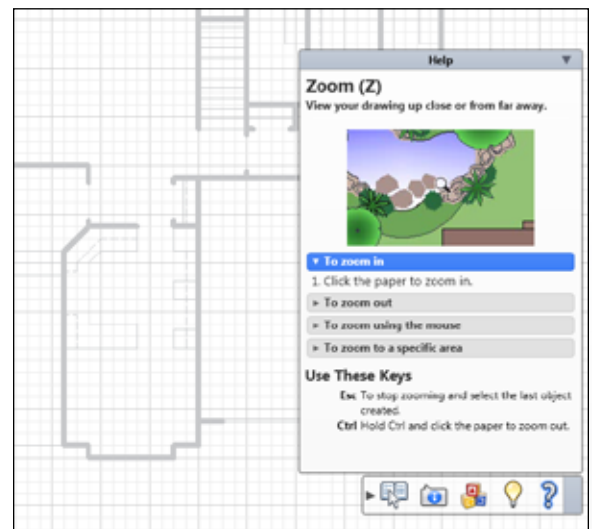 Help
Zoom (Z)
View your drawing up close or from far away.
To zoom in
1. Click the paper to zoom in.
To zoom out
To zoom using the mouse
To zoom to a specific area
Use These Keys
Esc To stop zooming and select the last object
created.
Ctrl Hold Ctrl and click the paper to zoom out.